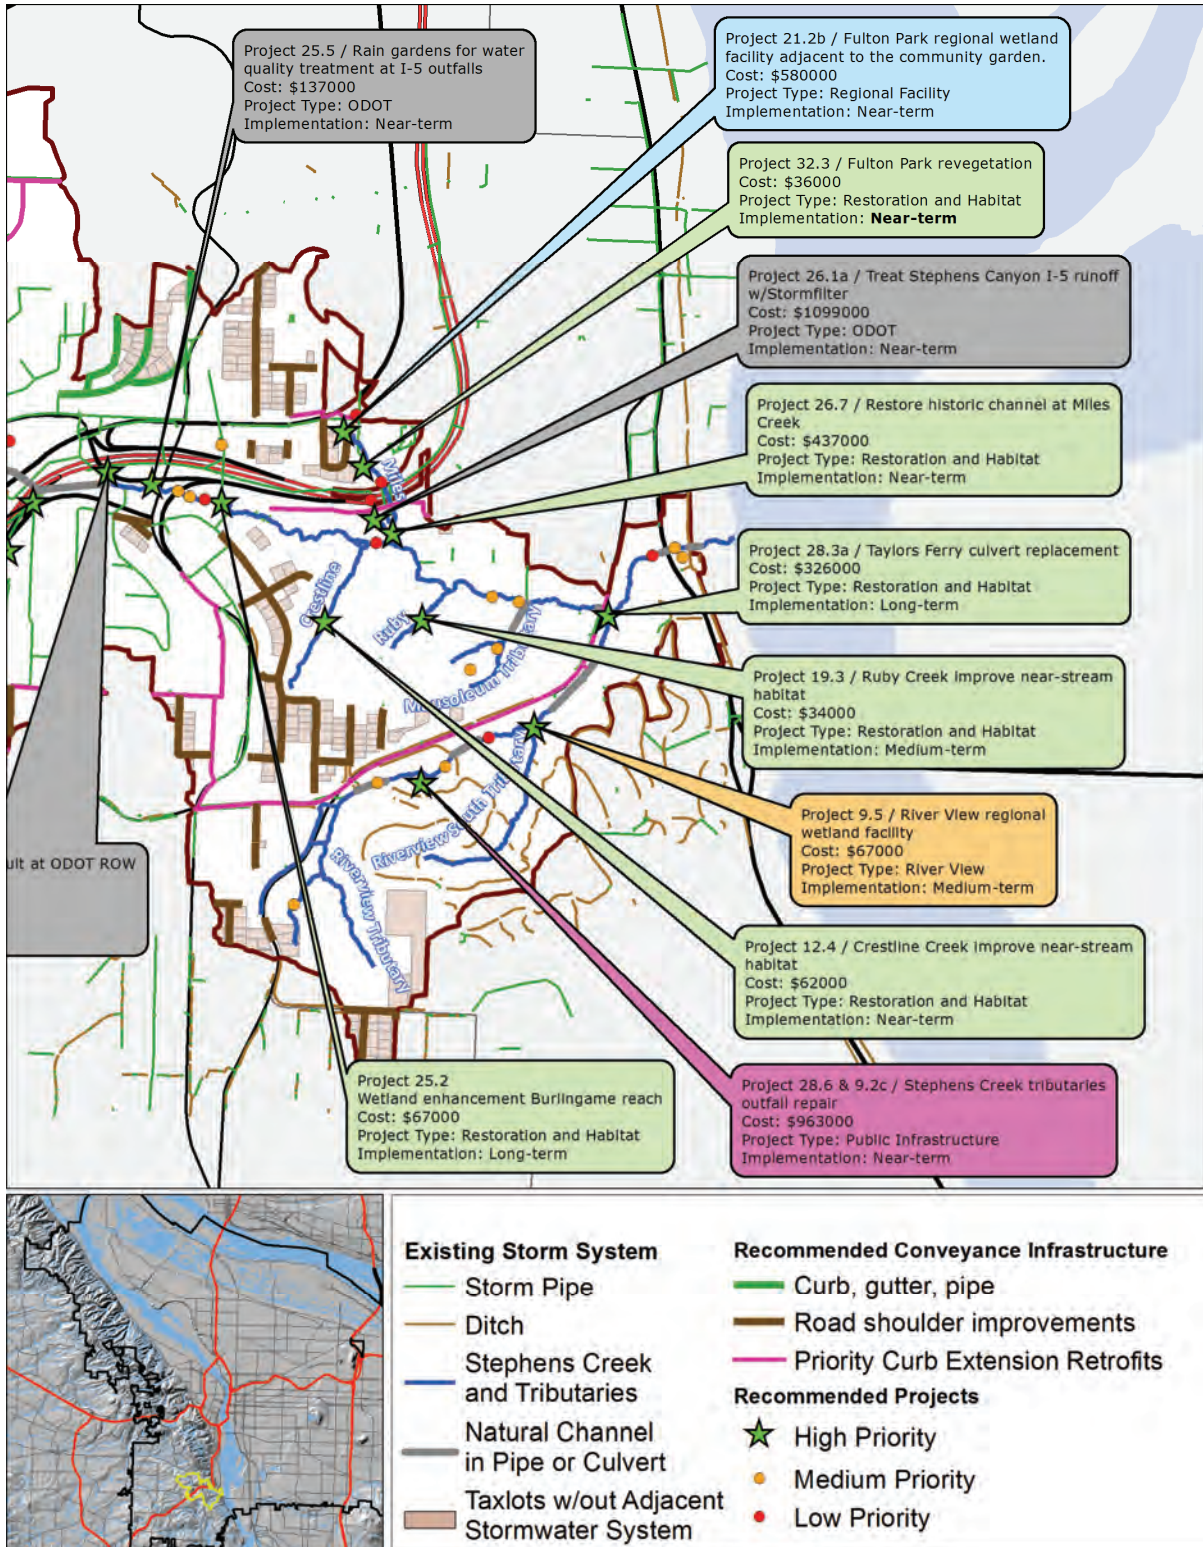 Project 25.5 / Rain gardens for water
quality treatment at I-5 outfalls
Cost: $137000
Project Type: ODOT
Implementation: Near-term
Project 21.2b / Fulton Park regional wetland
facility adjacent to the community garden.
Cost: $580000
Project Type: Regional Facility
Implementation: Near-term
Project 32.3 / Fulton Park revegetation
Cost: $36000
Project Type: Restoration and Habitat
Implementation: Near-term
Project 26.1a / Treat Stephens Canyon I-5 runoff
w/Stormfilter
Cost: $1099000
Project Type: ODOT
Implementation: Near-term
Project 26.7 / Restore historic channel at Miles
Creek
Cost: $437000
Project Type: Restoration and Habitat
Implementation: Near-term
Miles
Project 28.3a / Taylors Ferry culvert replacement
Cost: $326000
Project Type: Restoration and Habitat
Implementation: Long-term
Crestline
Ruby
Mausoleum Tributary
Project 19.3 / Ruby Creek improve near-stream
habitat
Cost: $34000
Project Type: Restoration and Habitat
Implementation: Medium-term
Project 9.5 / River View regional
wetland facility
Cost: $67000
Project Type: River View
Implementation: Medium-term
Riverview South Tributary
Riverview Tributary
ult at ODOT ROW
Project 12.4 / Crestline Creek improve near-stream
habitat
Cost: $62000
Project Type: Restoration and Habitat
Implementation: Near-term
Project 25.2
Wetland enhancement Burlingame reach
Cost: $67000
Project Type: Restoration and Habitat
Implementation: Long-term
Project 28.6 & 9.2c / Stephens Creek tributaries
outfall repair
Cost: $963000
Project Type: Public Infrastructure
Implementation: Near-term
Existing Storm System
Storm Pipe
Ditch
Stephens Creek
and Tributaries
Natural Channel
in Pipe or Culvert
Taxlots w/out Adjacent
Stormwater System
Recommended Conveyance Infrastructure
Curb, gutter, pipe
Road shoulder improvements
Priority Curb Extension Retrofits
Recommended Projects
High Priority
Medium Priority
Low Priority